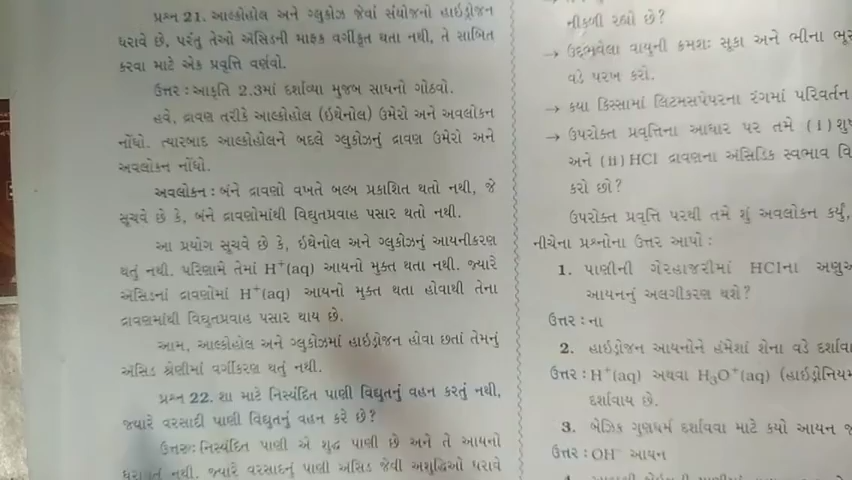 પ્રશ્ન 21. આલ્કોહોલ અને ગ્લુકોઝ જેવાં સંયોજનો હાઇડ્રોજન
ધરાવે છે, પરંતુ તેઓ ઍસિડની માફક વર્ગીકૃત થતા નથી, તે સાબિત
કરવા માટે એક પ્રવૃત્તિ વર્ણવો.
ઉત્તર : આકૃતિ 2.3માં દર્શાવ્યા મુજબ સાધનો ગોઠવો.
હવે, દ્રાવણ તરીકે આલ્કોહોલ (ઇથેનોલ) ઉમેરો અને અવલોકન
નોંધો. ત્યારબાદ આલ્કોહોલને બદલે ગ્લુકોઝનું દ્રાવણ ઉમેરો અને
અવલોકન નોંધો.
અવલોકન : બંને દ્રાવણો વખતે બલ્બ પ્રકાશિત થતો નથી, જે
સૂચવે છે કે, બંને દ્રાવણોમાંથી વિદ્યુતપ્રવાહ પસાર થતો નથી.
આ પ્રયોગ સૂચવે છે કે, ઇથેનોલ અને ગ્લુકોઝનું આયનીકરણ
થતું નથી. પરિણામે તેમાં H⁺(aq) આયનો મુક્ત થતા નથી. જ્યારે
ઍસિડનાં દ્રાવણોમાં H⁺(aq) આયનો મુક્ત થતા હોવાથી તેના
દ્રાવણમાંથી વિદ્યુતપ્રવાહ પસાર થાય છે.
આમ, આલ્કોહોલ અને ગ્લુકોઝમાં હાઇડ્રોજન હોવા છતાં તેમનું
ઍસિડ શ્રેણીમાં વર્ગીકરણ થતું નથી.
પ્રશ્ન 22. શા માટે નિસ્યંદિત પાણી વિદ્યુતનું વહન કરતું નથી,
જ્યારે વરસાદી પાણી વિદ્યુતનું વહન કરે છે?
ઉત્તર : નિસ્યંદિત પાણી એ શુદ્ધ પાણી છે અને તે આયનો
ધરાવતું નથી. જ્યારે વરસાદનું પાણી ઍસિડ જેવી અશુદ્ધિઓ ધરાવે
નીકળી રહ્યો છે?
→ ઉદ્ભવેલા વાયુની ક્રમશઃ સૂકા અને ભીના
વડે પરખ કરો.
→ કયા કિસ્સામાં લિટમસપેપરના રંગમાં પરિવર્તન
→ ઉપરોક્ત પ્રવૃત્તિના આધાર પર તમે (I)
અને (II) HCl દ્રાવણના ઍસિડિક સ્વભાવ
કરો છો?
ઉપરોક્ત પ્રવૃત્તિ પરથી તમે શું અવલોકન કર્યું,
નીચેના પ્રશ્નોના ઉત્તર આપો :
1. પાણીની ગેરહાજરીમાં HClના
આયનનું અલગીકરણ થશે?
ઉત્તર : ના
2. હાઇડ્રોજન આયનોને હંમેશાં શેના વડે
ઉત્તર : H⁺(aq) અથવા H₃O⁺(aq)
દર્શાવાય છે.
3. બેઝિક ગુણધર્મ દર્શાવવા માટે કયો આયન
ઉત્તર : OH⁻ આયન